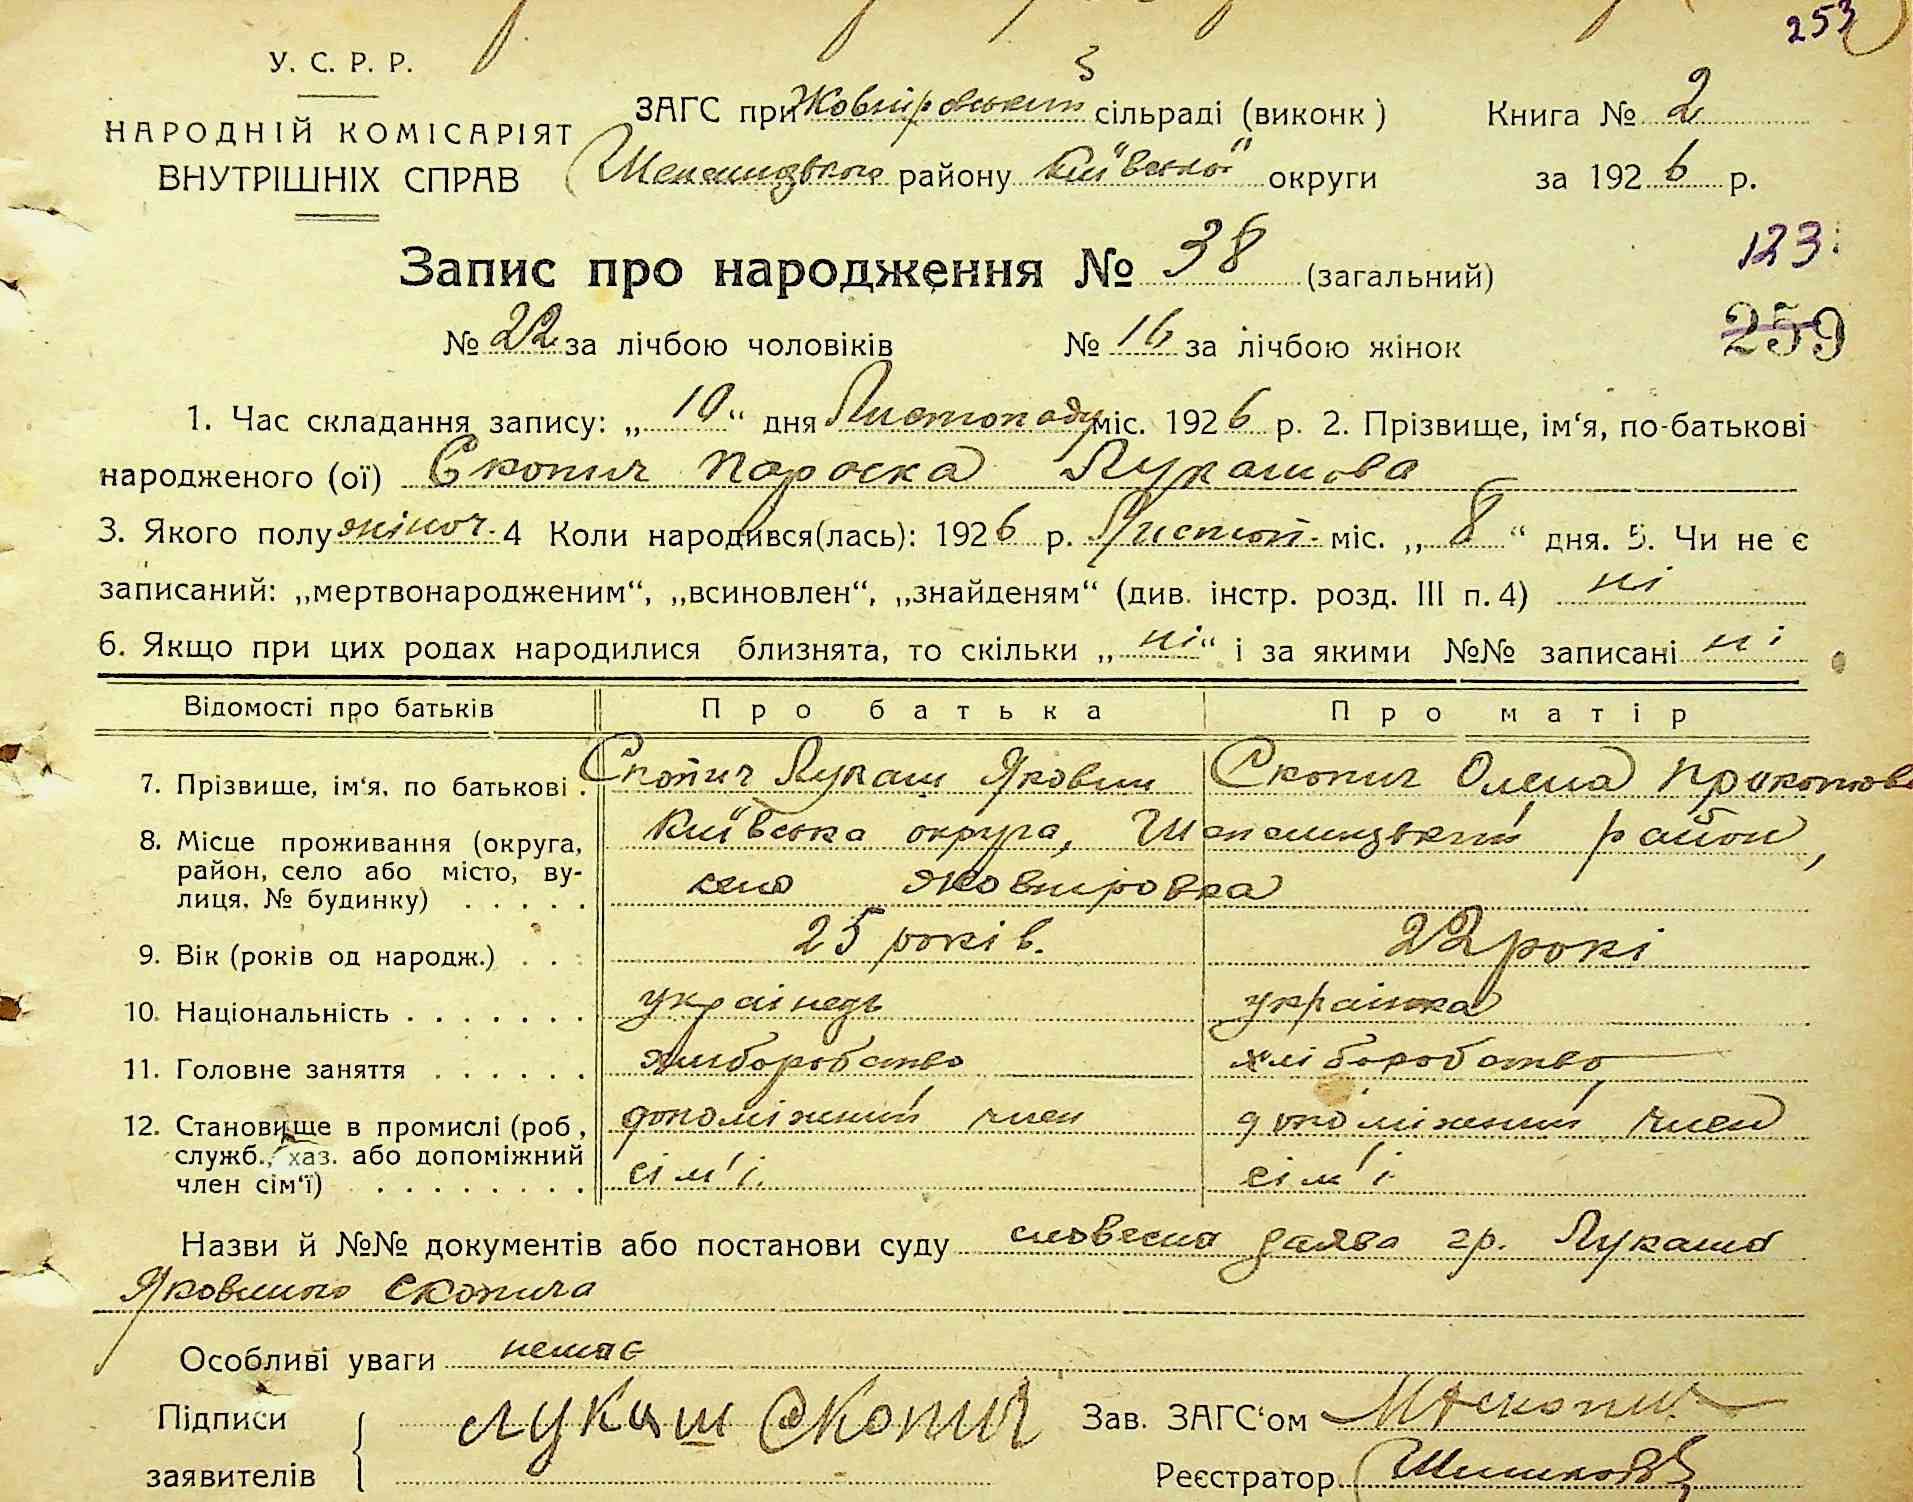 253
У. С. Р. Р.
НАРОДНІЙ КОМІСАРІЯТ
ВНУТРІШНІХ СПРАВ
ЗАГС при Жовніровський сільраді (виконк )
Книга № 2
району Київської округи
за 1926 р.
Запис про народження № 38 (загальний)
123
№ 22 за лічбою чоловіків № 16 за лічбою жінок
259
1. Час складання запису: „ 10 “ дня Листопаду міс. 1926 р. 2. Прізвище, ім‘я, по-батькові
народженого (ої) Скопич Пороска Лукашова
3. Якого полу жіноч. 4 Коли народився(лась): 1926 р. Листоп. міс. „ 8 “ дня. 5. Чи не є
записаний: „мертвонародженим“, „всиновлен“, „знайденям“ (див. інстр. розд. III п. 4) ні
6. Якщо при цих родах народилися близнята, то скільки „ ні “ і за якими №№ записані ні
Відомості про батьків Про батька Про матір
7. Прізвище, ім‘я, по батькові . Скопич Лукаш Якович Скопич Олена Прокопова
8. Місце проживання (округа, район, село або місто, ву-
лиця, № будинку) . . . . . Київська округа, район,
село Жовніровка
9. Вік (років од народж.) . . . 25 років. 22 рокі
10. Національність . . . . . . . українець українка
11. Головне заняття . . . . . . хліборобство хліборобство
12. Становище в промислі (роб , служб., хаз. або допоміжний
член сім‘ї) . . . . . . . . допоміжний член сім'ї. допоміжний член сім'ї
Назви й №№ документів або постанови суду словесна заява гр. Лукаша
Яковлича Скопича
Особливі уваги немає
Підписи
заявителів
Лукаш Скопич
Зав. ЗАГС‘ом
Реєстратор